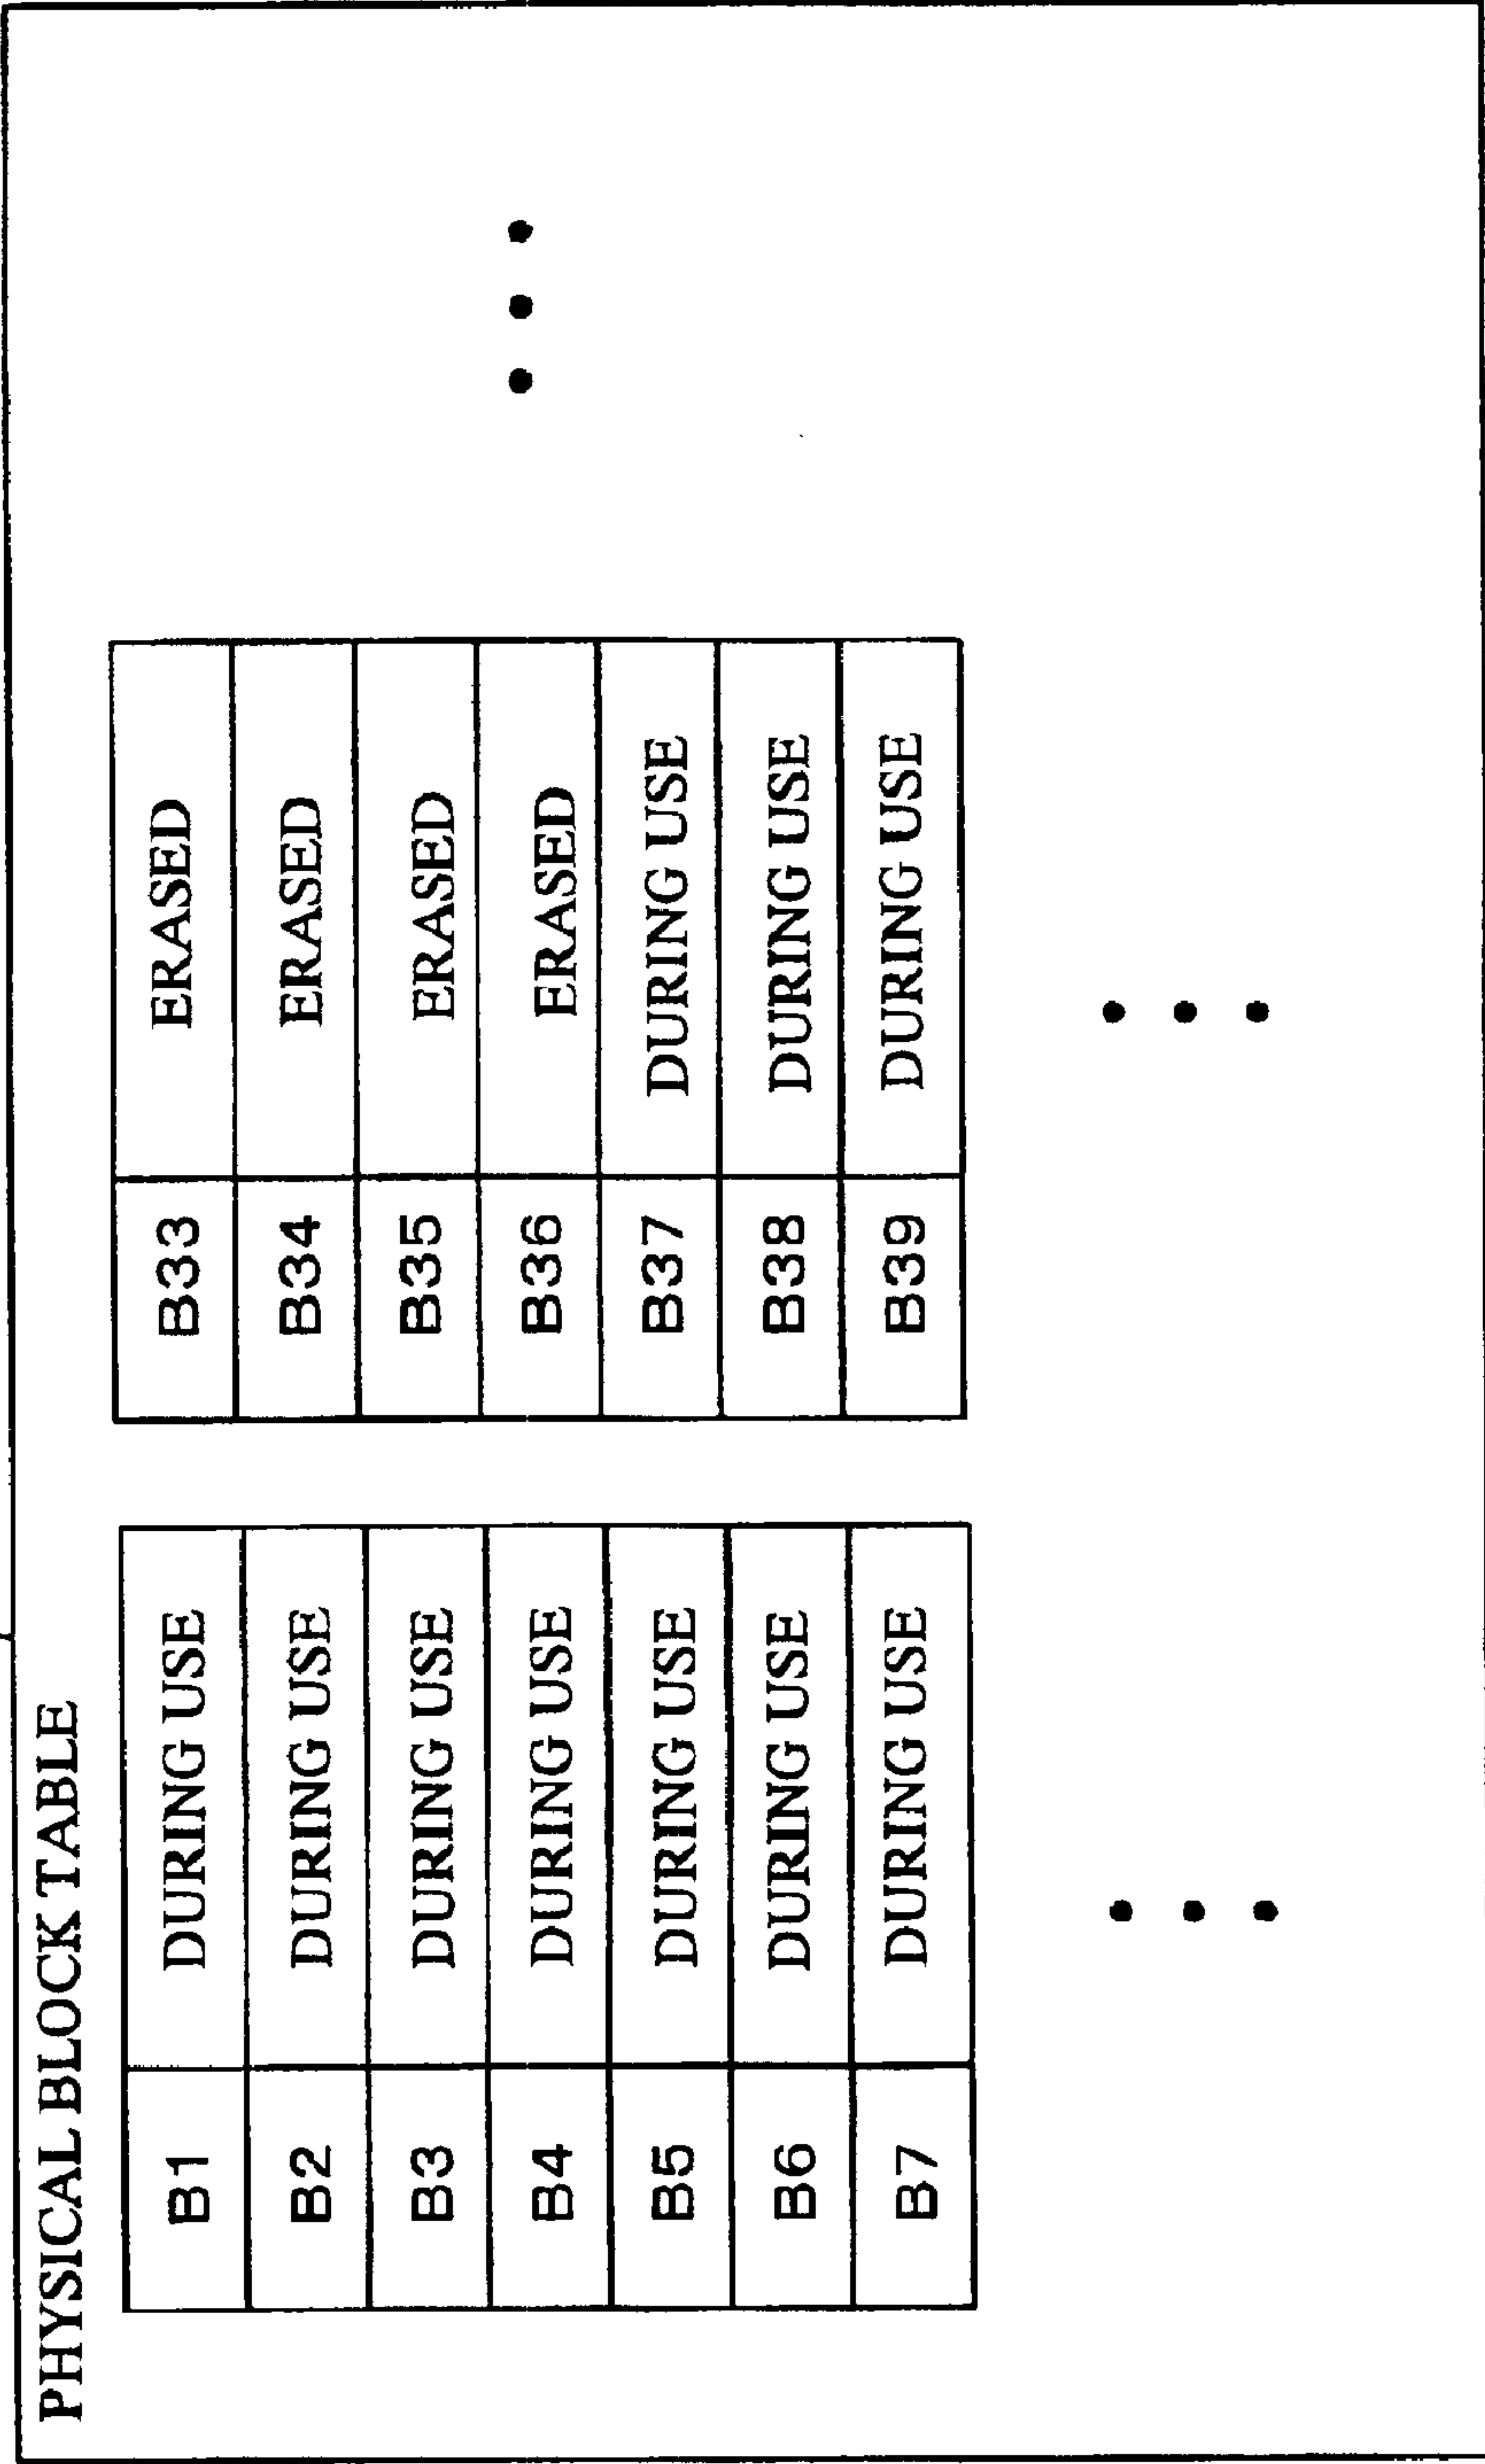 PHYSICAL BLOCK TABLE
B1 DURING USE
B2 DURING USE
B3 DURING USE
B4 DURING USE
B5 DURING USE
B6 DURING USE
B7 DURING USE
B33 ERASED
B34 ERASED
B35 ERASED
B36 ERASED
B37 DURING USE
B38 DURING USE
B39 DURING USE